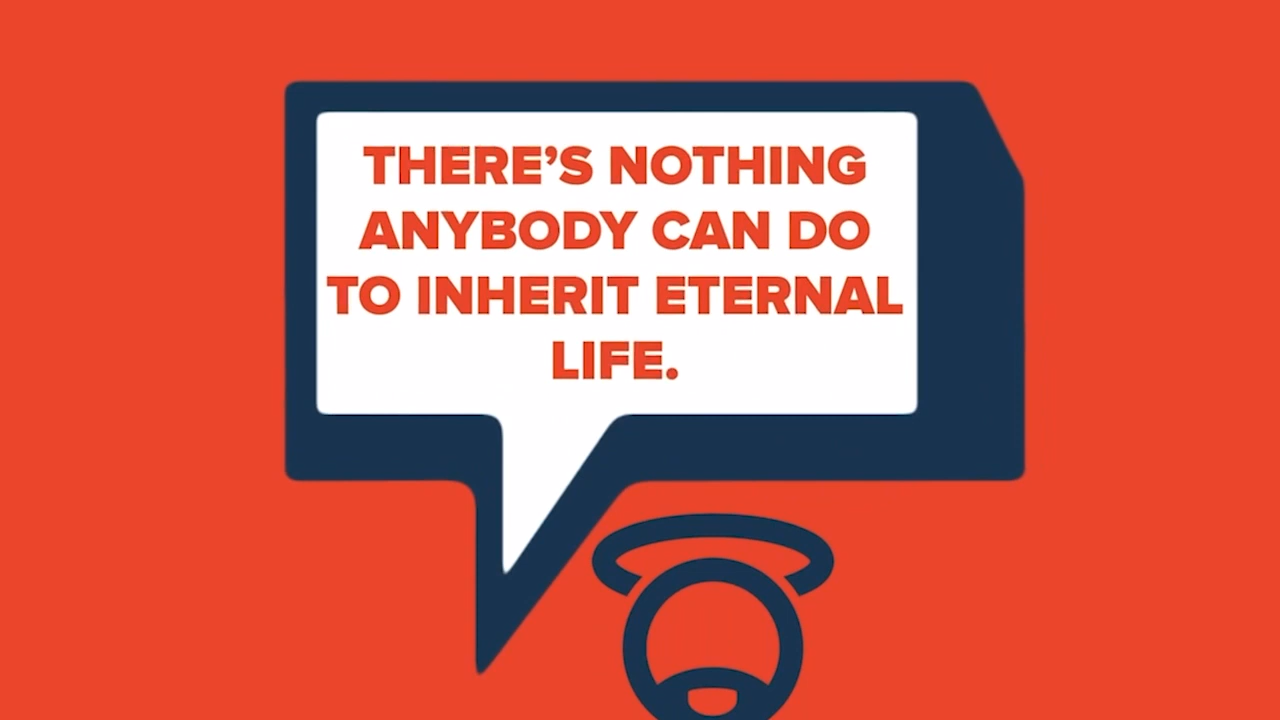 THERE’S NOTHING
ANYBODY CAN DO
TO INHERIT ETERNAL
LIFE.